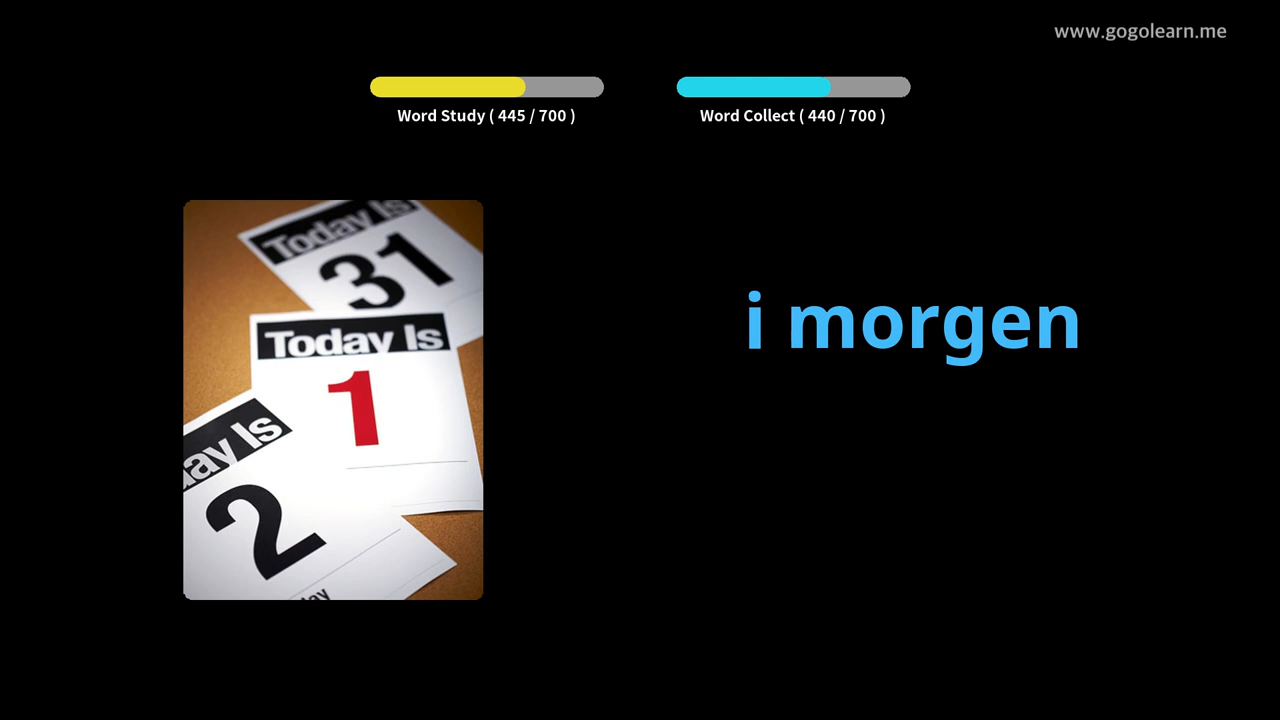 www.gogolearn.me
Word Study ( 445 / 700 )
Word Collect ( 440 / 700 )
Today Is
31
Today Is
1
ay Is
2
i morgen